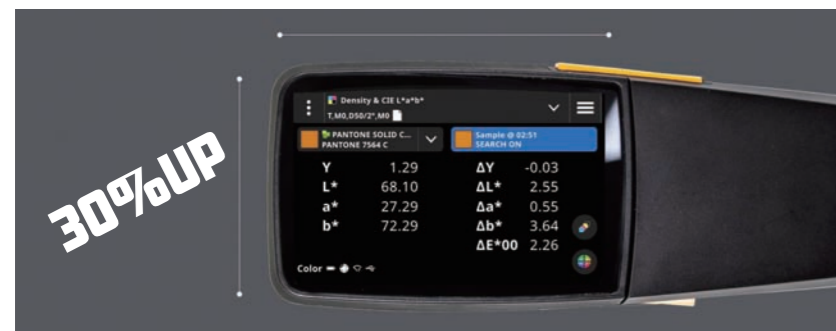 30%UP
Density & CIE L*a*b*
T,M0,D50/2°,M0
PANTONE SOLID C...
PANTONE 7564 C
Sample @ 02:51
SEARCH ON
Y 1.29 ΔY -0.03
L* 68.10 ΔL* 2.55
a* 27.29 Δa* 0.55
b* 72.29 Δb* 3.64
ΔE*00 2.26
Color